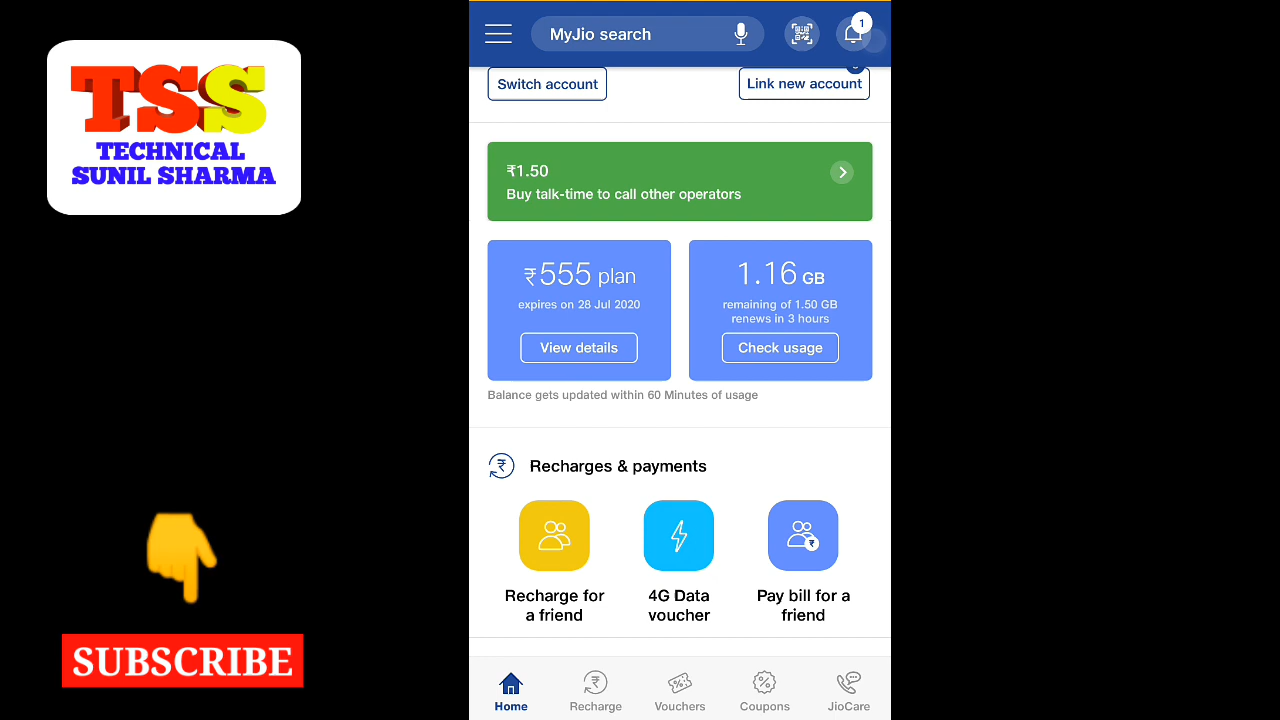 TSS
TECHNICAL
SUNIL SHARMA
SUBSCRIBE
MyJio search
1
Switch account
Link new account
₹1.50
Buy talk-time to call other operators
₹555 plan
expires on 28 Jul 2020
View details
1.16 GB
remaining of 1.50 GB
renews in 3 hours
Check usage
Balance gets updated within 60 Minutes of usage
₹
Recharges & payments
₹
Recharge for
a friend
4G Data
voucher
Pay bill for a
friend
₹
%
%
Home
Recharge
Vouchers
Coupons
JioCare